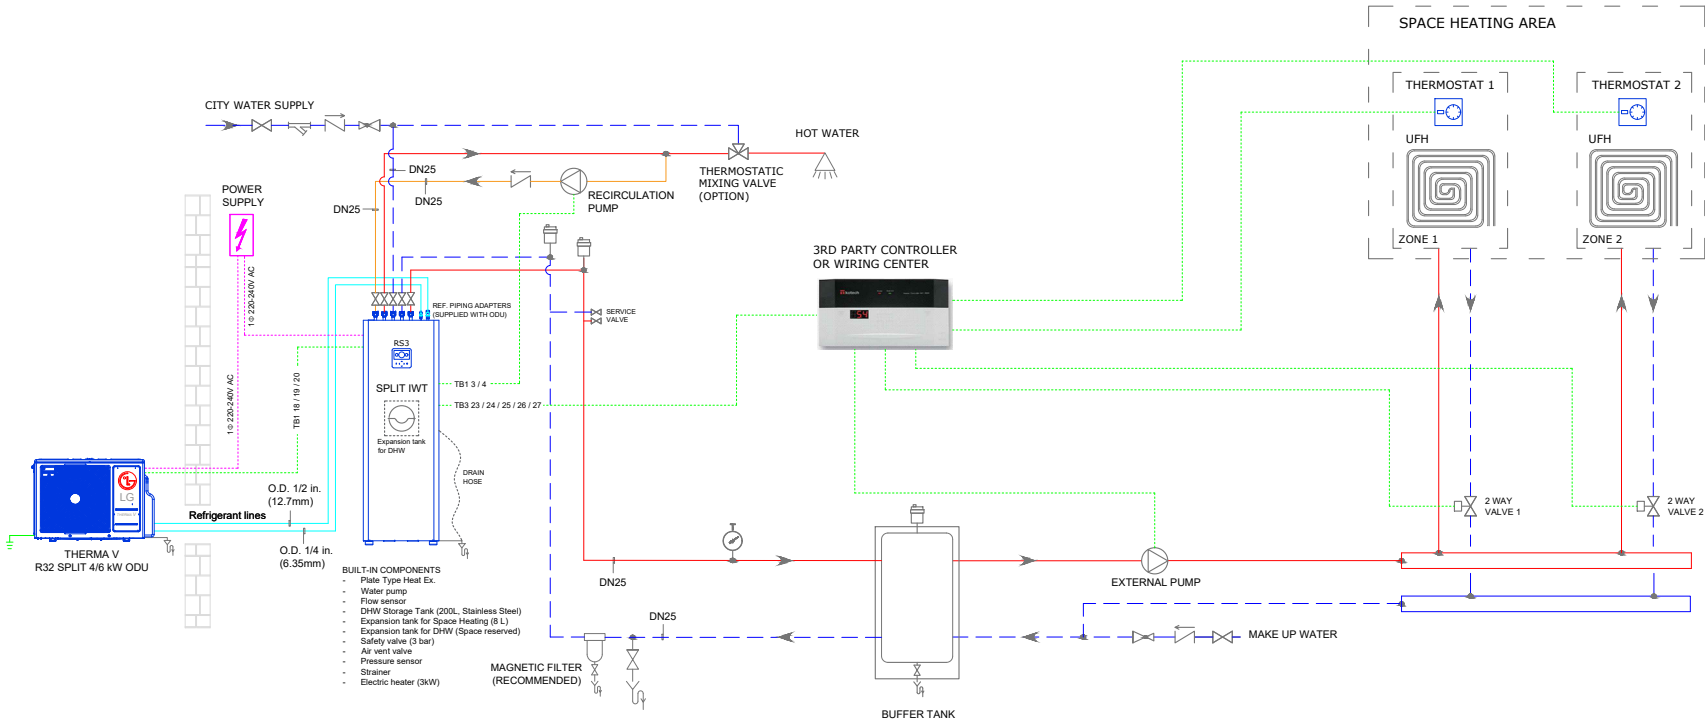 SPACE HEATING AREA
THERMOSTAT 1
THERMOSTAT 2
CITY WATER SUPPLY
HOT WATER
UFH
UFH
DN25
THERMOSTATIC
MIXING VALVE
(OPTION)
POWER
SUPPLY
DN25
DN25
RECIRCULATION
PUMP
ZONE 1
ZONE 2
3RD PARTY CONTROLLER
OR WIRING CENTER
1Φ 220-240V AC
REF. PIPING ADAPTERS
(SUPPLIED WITH ODU)
SERVICE
VALVE
54
RS3
SPLIT IWT
TB1 3 / 4
TB3 23 / 24 / 25 / 26 / 27
1Φ 220-240V AC
TB1 18 / 19 / 20
Expansion tank
for DHW
DRAIN
HOSE
LG
THERMA V
O.D. 1/2 in.
(12.7mm)
Refrigerant lines
O.D. 1/4 in.
(6.35mm)
THERMA V
R32 SPLIT 4/6 kW ODU
2 WAY
VALVE 1
2 WAY
VALVE 2
BUILT-IN COMPONENTS
- Plate Type Heat Ex.
- Water pump
- Flow sensor
- DHW Storage Tank (200L, Stainless Steel)
- Expansion tank for Space Heating (8 L)
- Expansion tank for DHW (Space reserved)
- Safety valve (3 bar)
- Air vent valve
- Pressure sensor
- Strainer
- Electric heater (3kW)
DN25
EXTERNAL PUMP
DN25
MAKE UP WATER
MAGNETIC FILTER
(RECOMMENDED)
BUFFER TANK